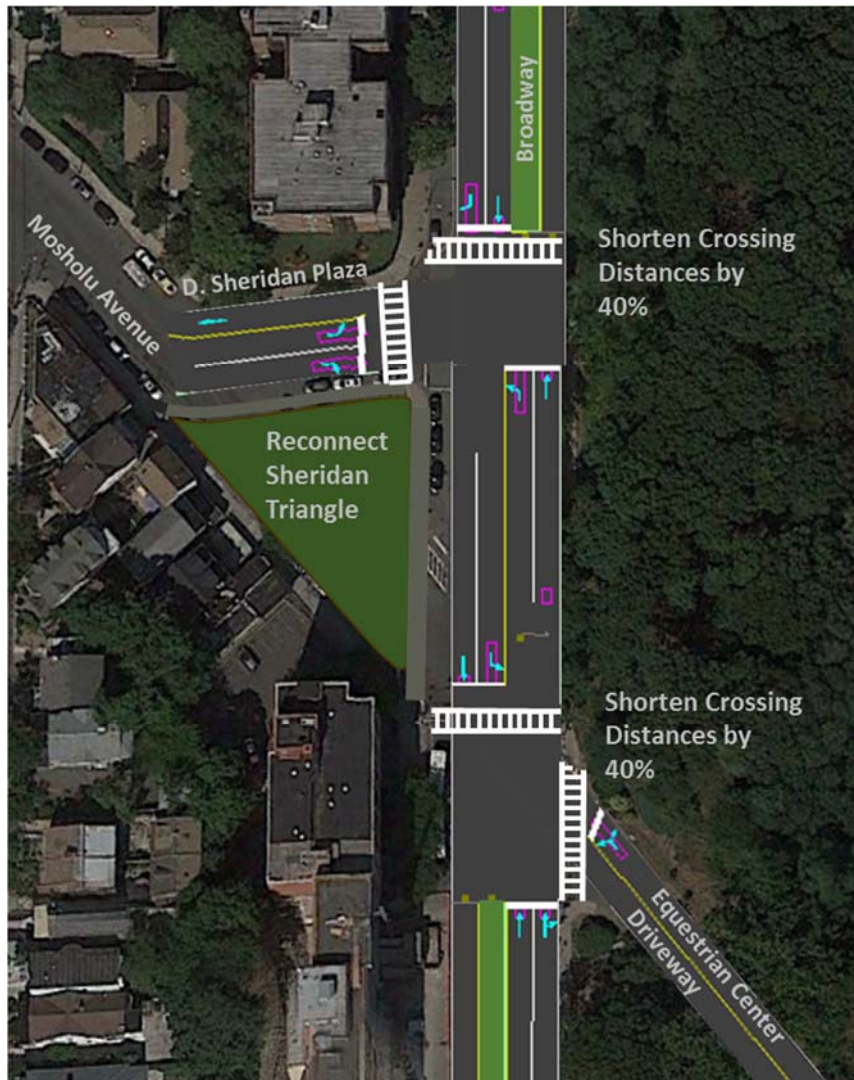 Broadway
Shorten Crossing
Distances by
40%
Mosholu Avenue
D. Sheridan Plaza
Reconnect
Sheridan
Triangle
Shorten Crossing
Distances by
40%
Equestrian Center
Driveway